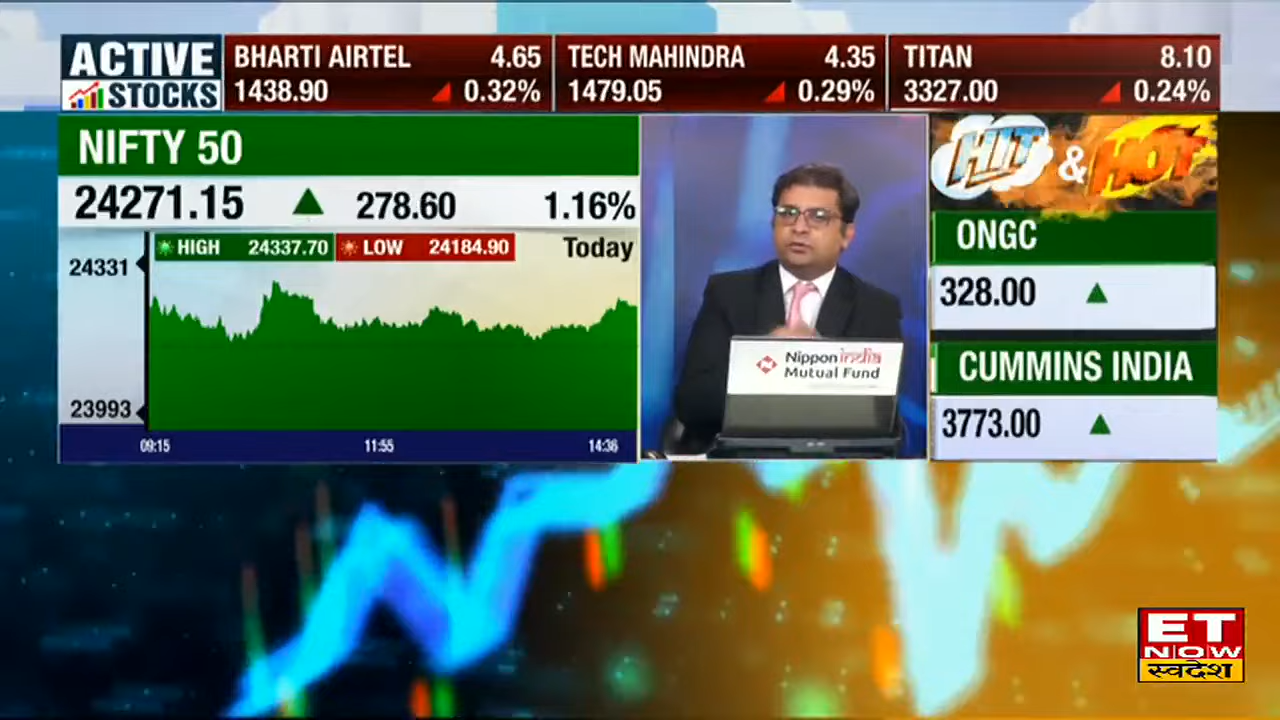 ACTIVE
STOCKS
BHARTI AIRTEL 4.65
1438.90 0.32%
TECH MAHINDRA 4.35
1479.05 0.29%
TITAN 8.10
3327.00 0.24%
NIFTY 50
24271.15 ▲ 278.60 1.16%
HIGH 24337.70 LOW 24184.90 Today
24331
23993
09:15 11:55 14:36
Nippon india
Mutual Fund
HIT & HOT
ONGC
328.00 ▲
CUMMINS INDIA
3773.00 ▲
ET
NOW
स्वदेश